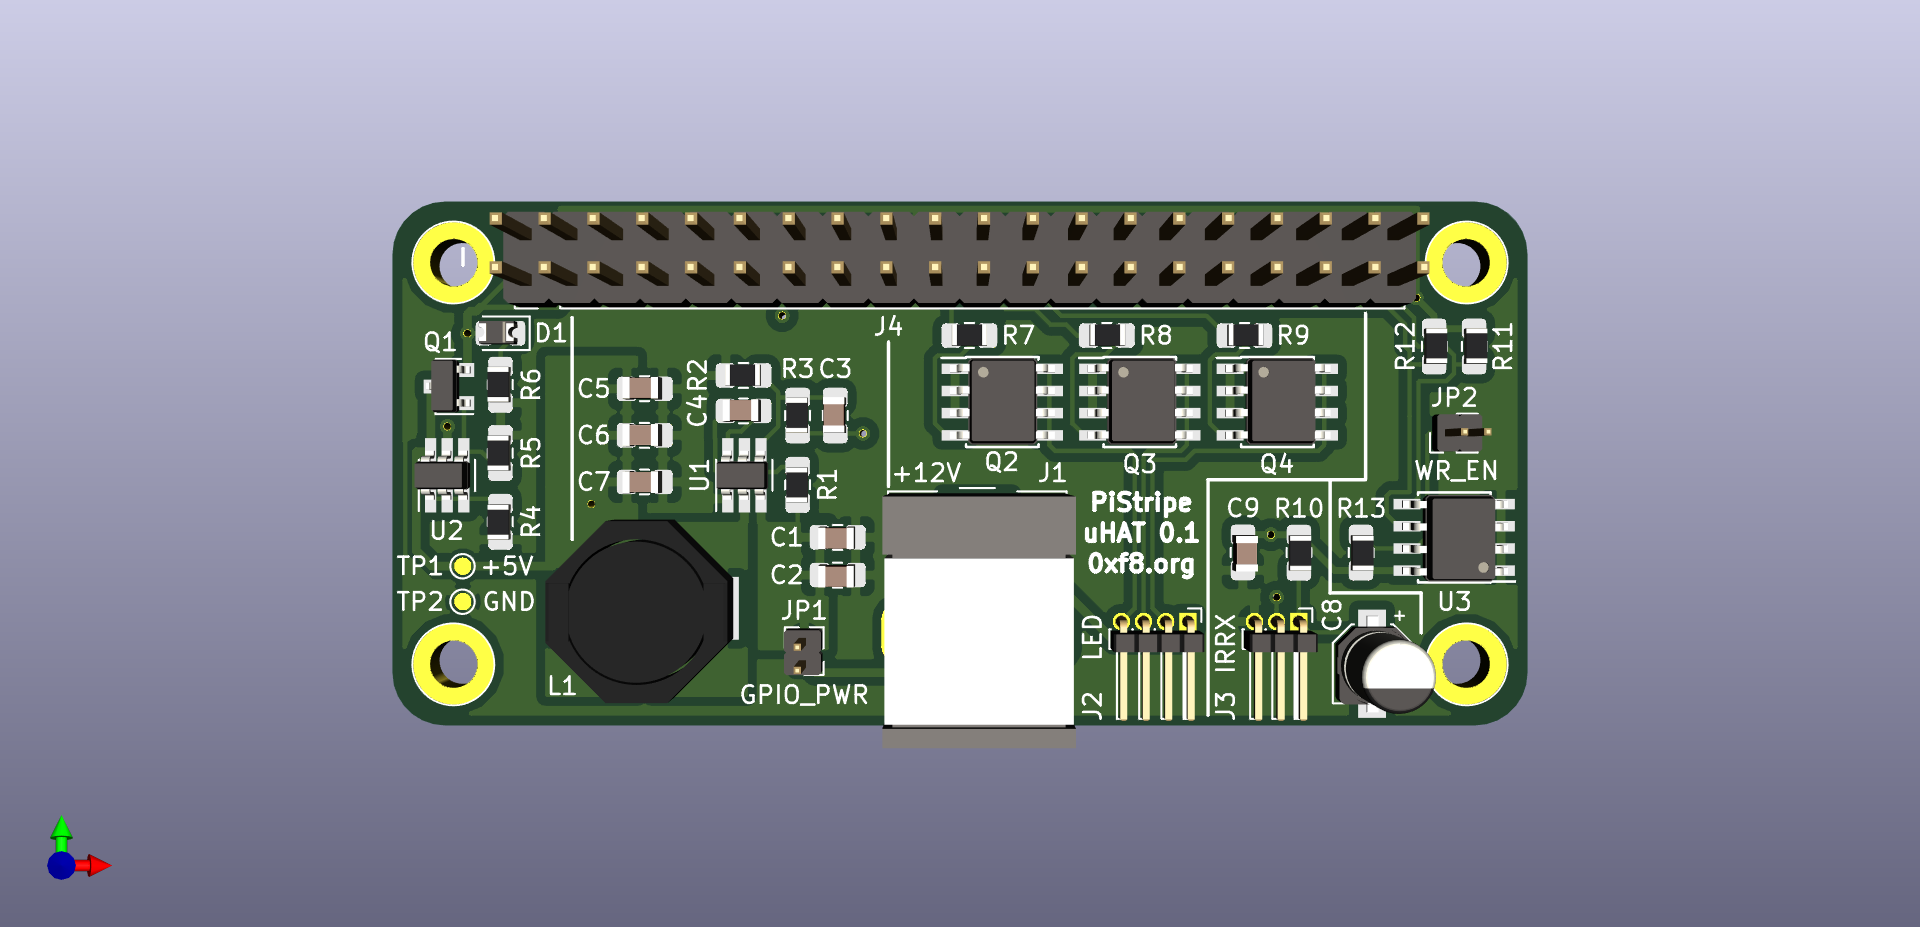 J4
Q1
D1
R7
R8
R9
R12
R11
R6
C5
R2
R3
C3
JP2
C4
C6
R5
+12V
J1
Q2
Q3
Q4
WR_EN
C7
U1
R1
PiStripe
uHAT 0.1
0xf8.org
C9
R10
R13
U2
R4
C1
TP1
+5V
C2
TP2
GND
JP1
C8
+
U3
LED
IRRX
L1
GPIO_PWR
J2
J3